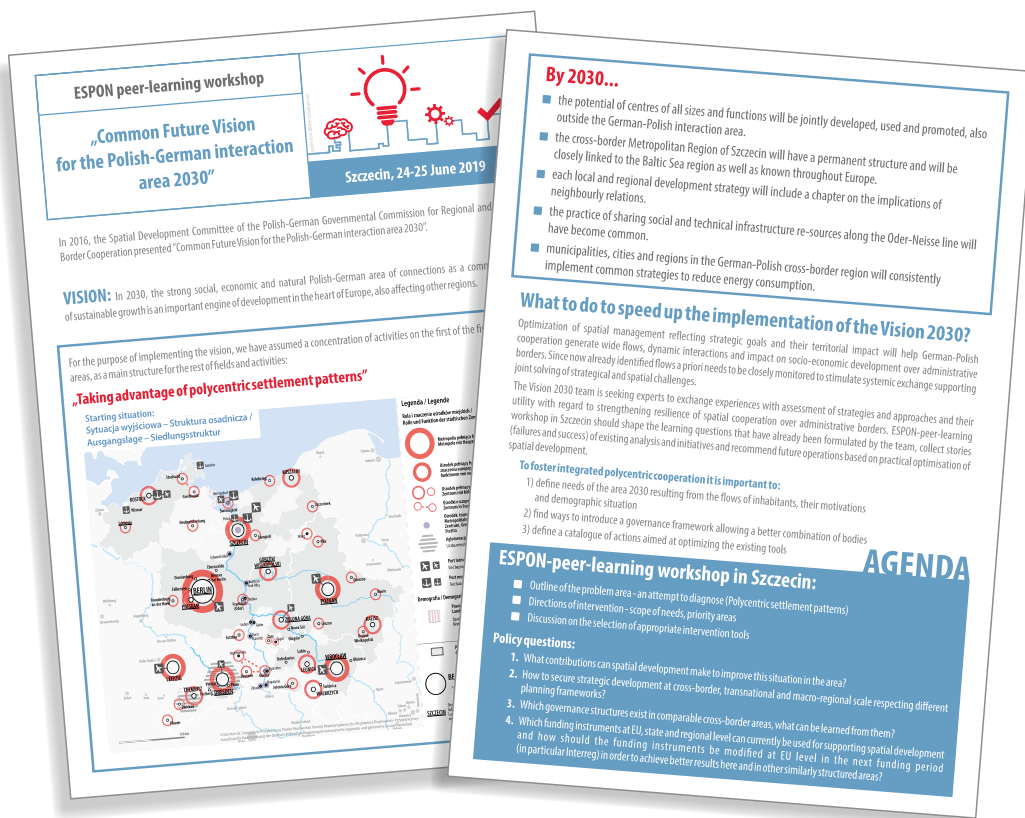 ESPON peer-learning workshop
„Common Future Vision
for the Polish-German interaction
area 2030”
Szczecin, 24-25 June 2019
In 2016, the Spatial Development Committee of the Polish-German Governmental Commission for Regional and
Border Cooperation presented “Common Future Vision for the Polish-German interaction area 2030”.
VISION: In 2030, the strong social, economic and natural Polish-German area of connections as a
of sustainable growth is an important engine of development in the heart of Europe, also affecting other regions.
For the purpose of implementing the vision, we have assumed a concentration of activities on the first of the
areas, as a main structure for the rest of fields and activities:
„Taking advantage of polycentric settlement patterns”
Starting situation:
Sytuacja wyjściowa – Struktura osadnicza /
Ausgangslage – Siedlungsstruktur
Legenda / Legende
Rola i znaczenie ośrodków miejskich /
Rolle und Funktion der städtischen
SZCZECIN
BERLIN
POTSDAM
POZNAŃ
ZIELONA GÓRA
WROCŁAW
LEIPZIG
DRESDEN
SZCZECIN
By 2030...
the potential of centres of all sizes and functions will be jointly developed, used and promoted, also
outside the German-Polish interaction area.
the cross-border Metropolitan Region of Szczecin will have a permanent structure and will be
closely linked to the Baltic Sea region as well as known throughout Europe.
each local and regional development strategy will include a chapter on the implications of
neighbourly relations.
the practice of sharing social and technical infrastructure re-sources along the Oder-Neisse line will
have become common.
municipalities, cities and regions in the German-Polish cross-border region will consistently
implement common strategies to reduce energy consumption.
What to do to speed up the implementation of the Vision 2030?
Optimization of spatial management reflecting strategic goals and their territorial impact will help German-Polish
cooperation generate wide flows, dynamic interactions and impact on socio-economic development over administrative
borders. Since now already identified flows a priori need to be closely monitored to stimulate systemic exchange supporting
joint solving of strategical and spatial challenges.
The Vision 2030 team is seeking experts to exchange experiences with assessment of strategies and approaches and their
utility with regard to strengthening resilience of spatial cooperation over administrative borders. ESPON-peer-learning
workshop in Szczecin should shape the learning questions that have already been formulated by the team, collect stories
(failures and success) of existing analysis and initiatives and recommend future operations based on practical optimisation of
spatial development.
To foster integrated polycentric cooperation it is important to:
1) define needs of the area 2030 resulting from the flows of inhabitants, their motivations
and demographic situation
2) find ways to introduce a governance framework allowing a better combination of bodies
3) define a catalogue of actions aimed at optimizing the existing tools
AGENDA
ESPON-peer-learning workshop in Szczecin:
Outline of the problem area - an attempt to diagnose (Polycentric settlement patterns)
Directions of intervention - scope of needs, priority areas
Discussion on the selection of appropriate intervention tools
Policy questions:
1. What contributions can spatial development make to improve this situation in the area?
2. How to secure strategic development at cross-border, transnational and macro-regional scale respecting different
planning frameworks?
3. Which governance structures exist in comparable cross-border areas, what can be learned from them?
4. Which funding instruments at EU, state and regional level can currently be used for supporting spatial development
and how should the funding instruments be modified at EU level in the next funding period
(in particular Interreg) in order to achieve better results here and in other similarly structured areas?